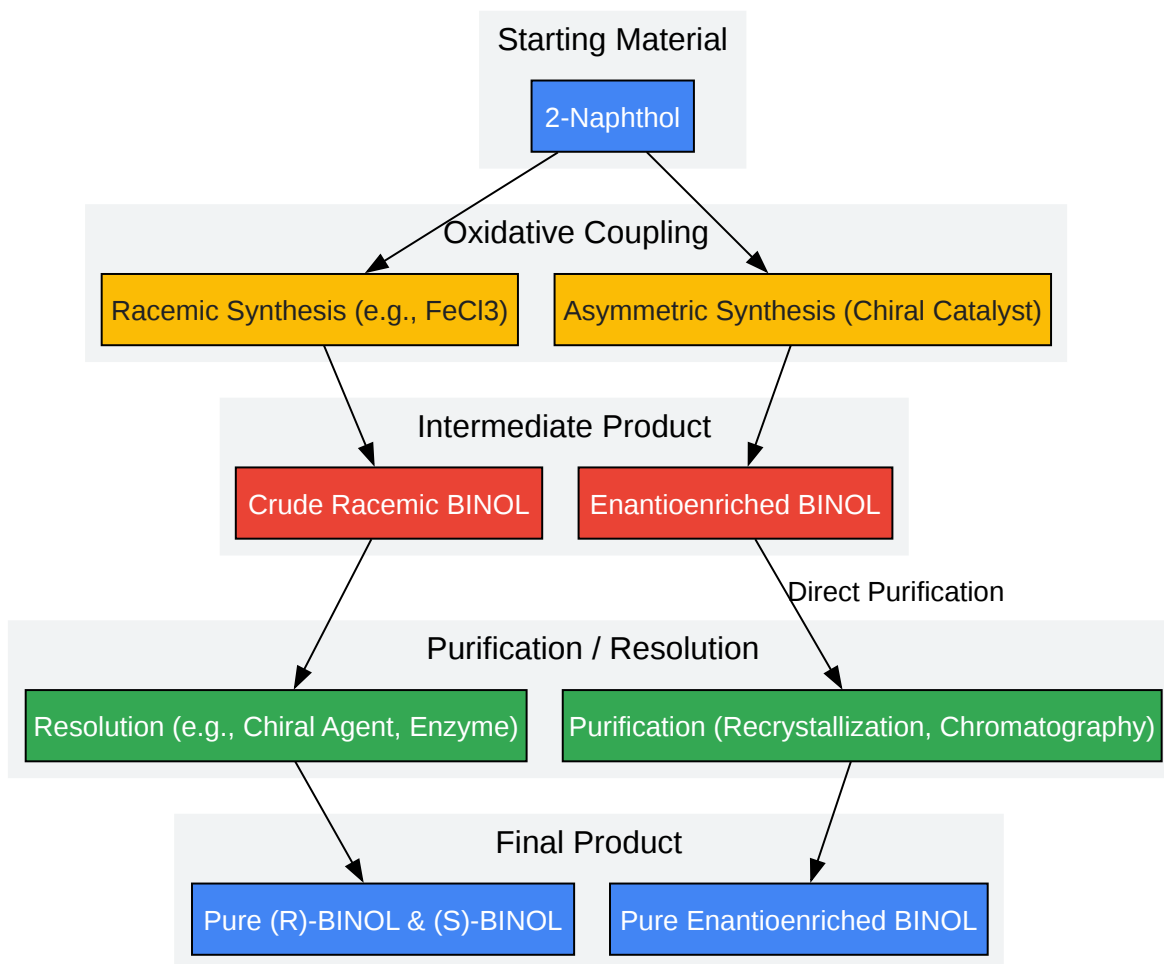 Starting Material
2-Naphthol
Oxidative Coupling
Racemic Synthesis (e.g., FeCl3)
Asymmetric Synthesis (Chiral Catalyst)
Intermediate Product
Crude Racemic BINOL
Enantioenriched BINOL
Direct Purification
Purification / Resolution
Resolution (e.g., Chiral Agent, Enzyme)
Purification (Recrystallization, Chromatography)
Final Product
Pure (R)-BINOL & (S)-BINOL
Pure Enantioenriched BINOL